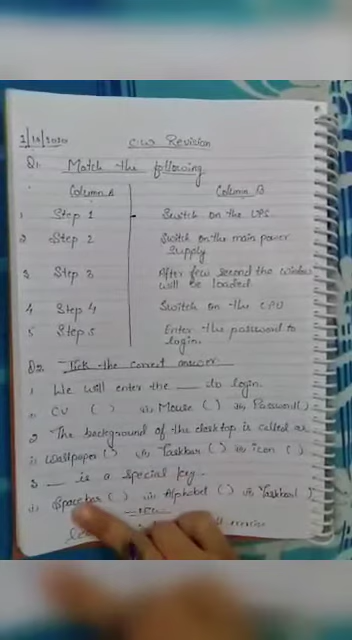 C.W Revision
Q1. Match the following
Column A Column B
1 Step 1 Switch on the UPS
2 Step 2 Switch on the main power
supply
3 Step 3 After few second the window
will be loaded
4 Step 4 Switch on the CPU
5 Step 5 Enter the password to
login.
Q2. Tick the correct answer
1 We will enter the ___ do login.
i) CU ( ) ii) Mouse ( ) iii) Password ( )
2 The background of the desktop is called as
i) Wallpaper ( ) ii) Taskbar ( ) iii) icon ( )
3 ___ is a special key.
i) Spacebar ( ) ii) Alphabet ( ) iii) Taskbar ( )